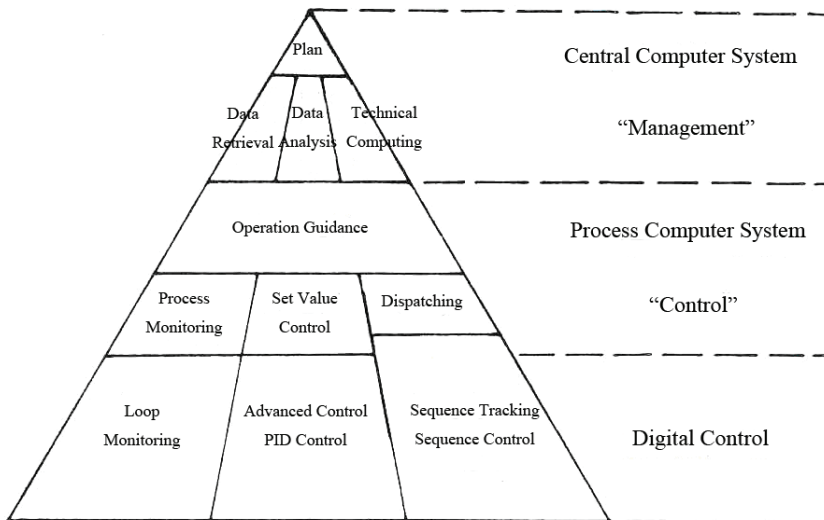 Plan
Central Computer System
Data
Retrieval
Data
Analysis
Technical
Computing
“Management”
Operation Guidance
Process Computer System
Process
Monitoring
Set Value
Control
Dispatching
“Control”
Loop
Monitoring
Advanced Control
PID Control
Sequence Tracking
Sequence Control
Digital Control